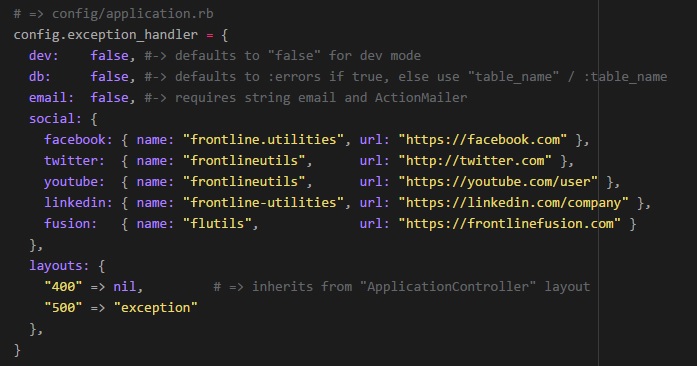 # => config/application.rb
config.exception_handler = {
  dev:    false, #-> defaults to "false" for dev mode
  db:     false, #-> defaults to :errors if true, else use "table_name" / :table_name
  email:  false, #-> requires string email and ActionMailer
  social: {
    facebook: { name: "frontline.utilities", url: "https://facebook.com" },
    twitter:  { name: "frontlineutils",      url: "http://twitter.com" },
    youtube:  { name: "frontlineutils",      url: "https://youtube.com/user" },
    linkedin: { name: "frontline-utilities", url: "https://linkedin.com/company" },
    fusion:   { name: "flutils",             url: "https://frontlinefusion.com" }
  },
  layouts: {
    "400" => nil,         # => inherits from "ApplicationController" layout
    "500" => "exception"
  },
}